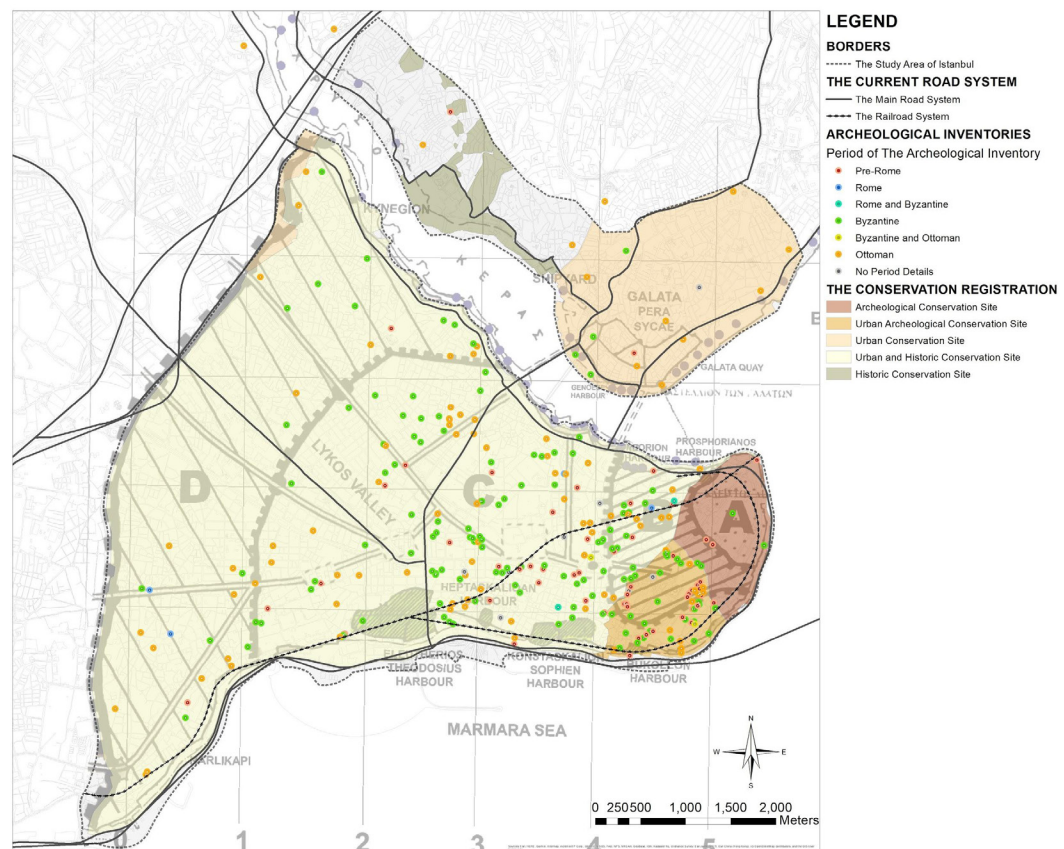 LEGEND
BORDERS
The Study Area of Istanbul
THE CURRENT ROAD SYSTEM
The Main Road System
The Railroad System
ARCHEOLOGICAL INVENTORIES
Period of The Archeological Inventory
Pre-Rome
Rome
Rome and Byzantine
Byzantine
Byzantine and Ottoman
Ottoman
No Period Details
THE CONSERVATION REGISTRATION
Archeological Conservation Site
Urban Archeological Conservation Site
Urban Conservation Site
Urban and Historic Conservation Site
Historic Conservation Site
KYNEGION
Κ Ε Ρ Α Σ
SHIPYARD
GALATA
PERA
SYCAE
E
GALATA QUAY
HARBOUR
PROSPHORIANOS
HARBOUR
D
LYKOS VALLEY
C
A
HEPTASKALION
HARBOUR
THEODOSIUS
HARBOUR
SOPHIEN
HARBOUR
HARBOUR
MARMARA SEA
ARLIKAPI
N
W
E
S
0 250 500 1,000 1,500 2,000
Meters
0 1 2 3 4 5